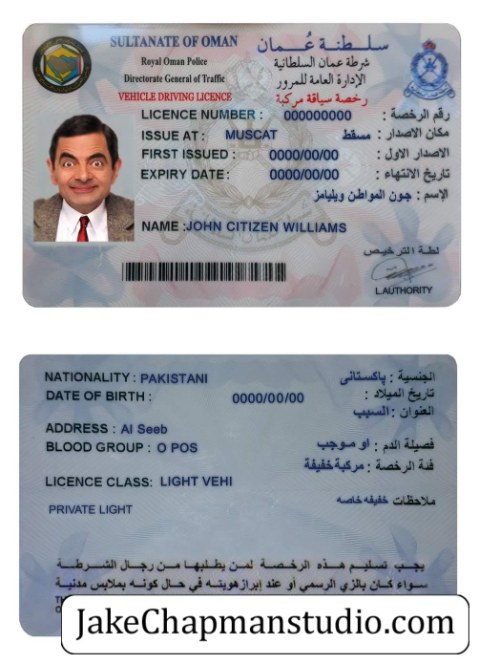 SULTANATE OF OMAN سلطنة عُمان
Royal Oman Police شرطة عمان السلطانية
Directorate General of Traffic الإدارة العامة للمرور
VEHICLE DRIVING LICENCE رخصة سياقة مركبة
LICENCE NUMBER : 000000000 رقم الرخصة :
ISSUE AT : MUSCAT مسقط مكان الاصدار :
FIRST ISSUED : 0000/00/00 الاصدار الاول :
EXPIRY DATE : 0000/00/00 تاريخ الانتهاء :
الإسم : جون المواطن ويليامز
NAME :JOHN CITIZEN WILLIAMS
لطة الترخيص
I.AUTHORITY
NATIONALITY : PAKISTANI الجنسية : پاکستانی
DATE OF BIRTH : 0000/00/00 تاريخ الميلاد :
العنوان : السيب
ADDRESS : Al Seeb
BLOOD GROUP : O POS فصيلة الدم : او موجب
فئة الرخصة : مركبة خفيفة
LICENCE CLASS: LIGHT VEHI
ملاحظات خفيفه خاصه
PRIVATE LIGHT
يجب تسليم هذه الرخصة لمن يطلبها من رجال الشرطة
سواء كان بالزي الرسمي أو عند إبراز هويته في حال كونه بملابس مدنية
JakeChapmanstudio.com